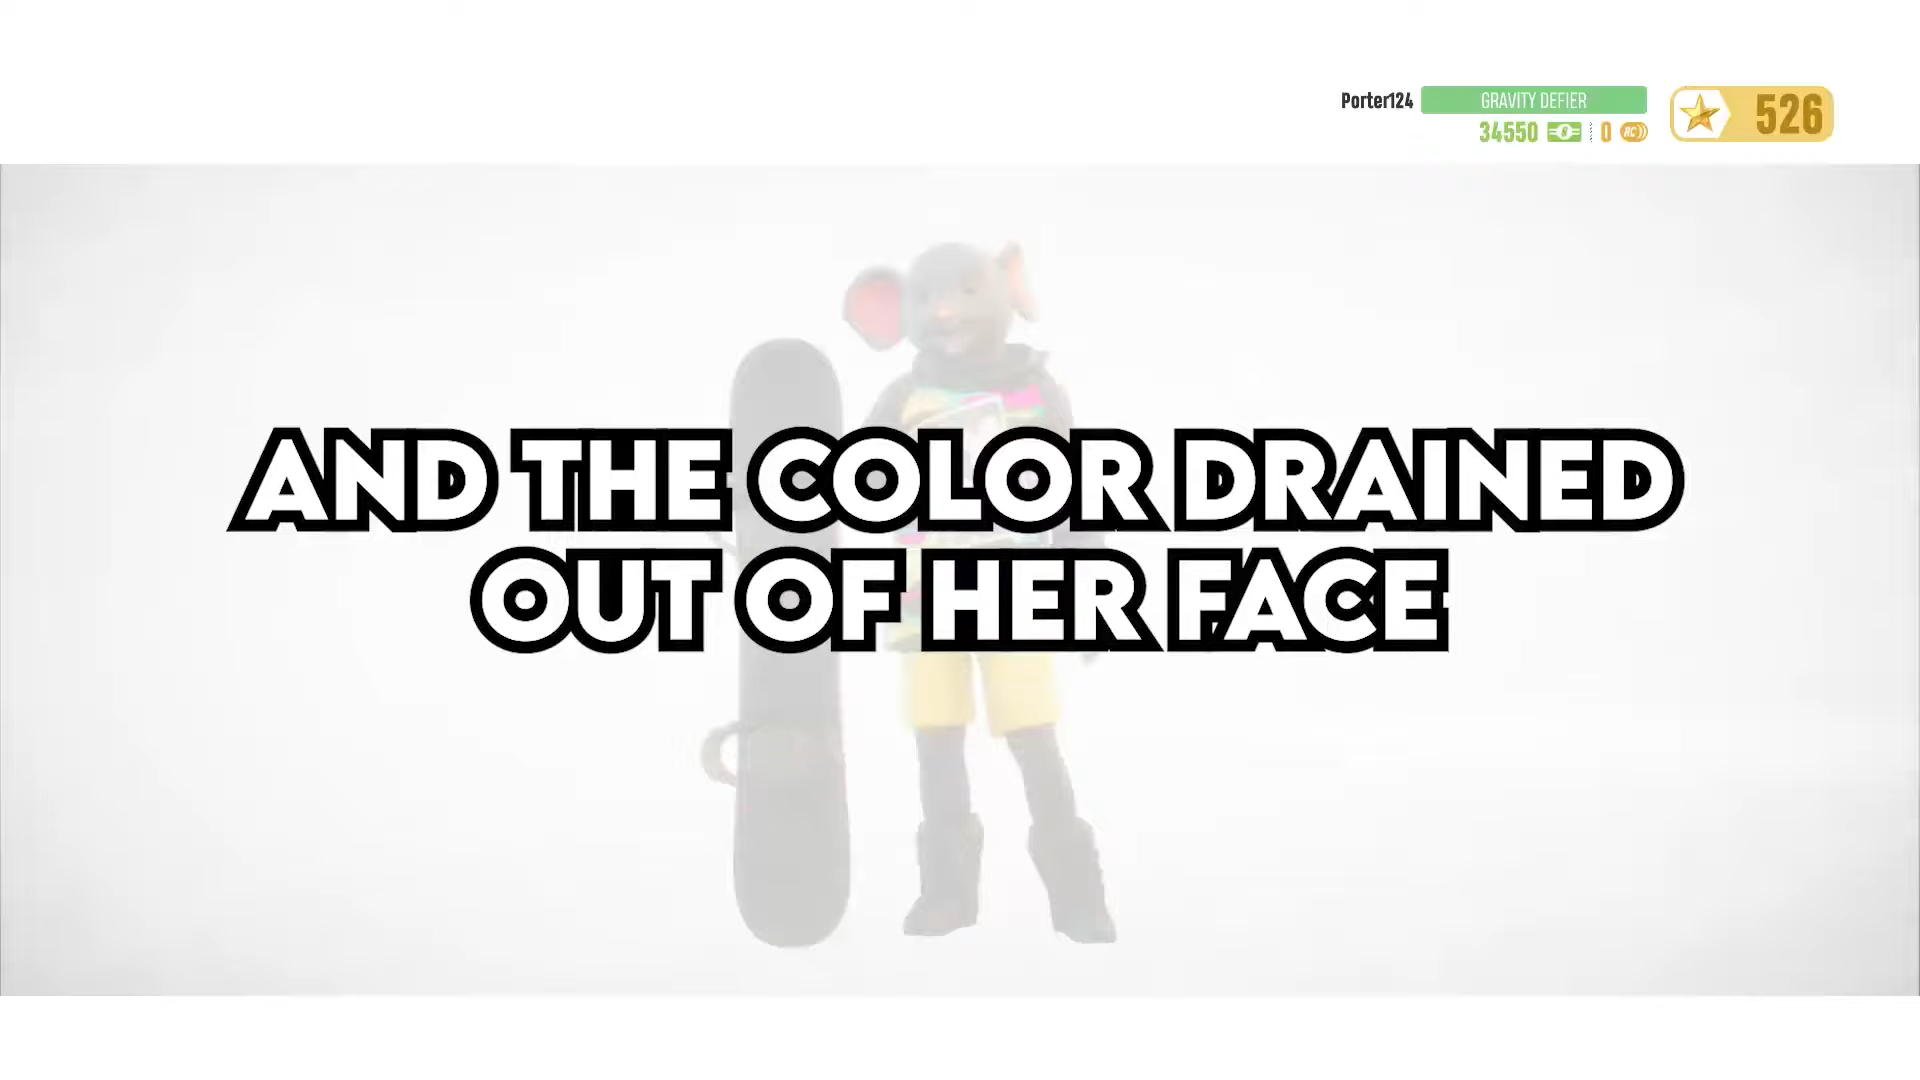 Porter124 GRAVITY DEFIER
34550 0
526
AND THE COLOR DRAINED
OUT OF HER FACE